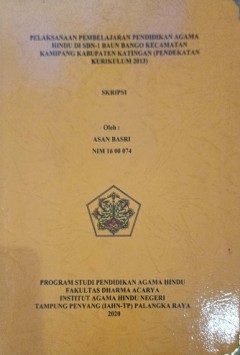 PELAKSANAAN PEMBELAJARAN PENDIDIKAN AGAMA
HINDU DI SDN-1 BAUN BANGO KECAMATAN
KAMIPANG KABUPATEN KATINGAN (PENDEKATAN
KURIKULUM 2013)
SKRIPSI
Oleh :
ASAN BASRI
NIM 16 00 074
PROGRAM STUDI PENDIDIKAN AGAMA HINDU
FAKULTAS DHARMA ACARYA
INSTITUT AGAMA HINDU NEGERI
TAMPUNG PENYANG (IAHN-TP) PALANGKA RAYA
2020